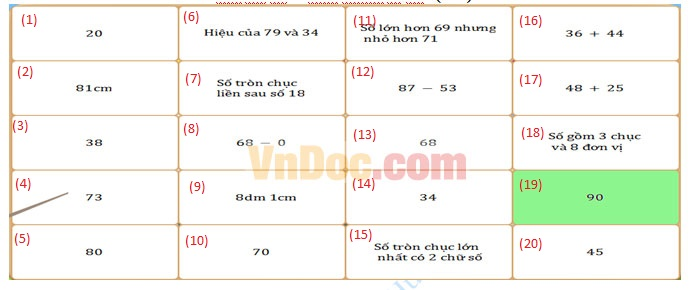 (1) 20
(6) Hiệu của 79 và 34
(11) Số lớn hơn 69 nhưng
nhỏ hơn 71
(16) 36 + 44
(2) 81cm
(7) Số tròn chục
liền sau số 18
(12) 87 − 53
(17) 48 + 25
(3) 38
(8) 68 − 0
(13) 68
(18) Số gồm 3 chục
và 8 đơn vị
VnDoc.com
(4) 73
(9) 8dm 1cm
(14) 34
(19) 90
(5) 80
(10) 70
(15) Số tròn chục lớn
nhất có 2 chữ số
(20) 45